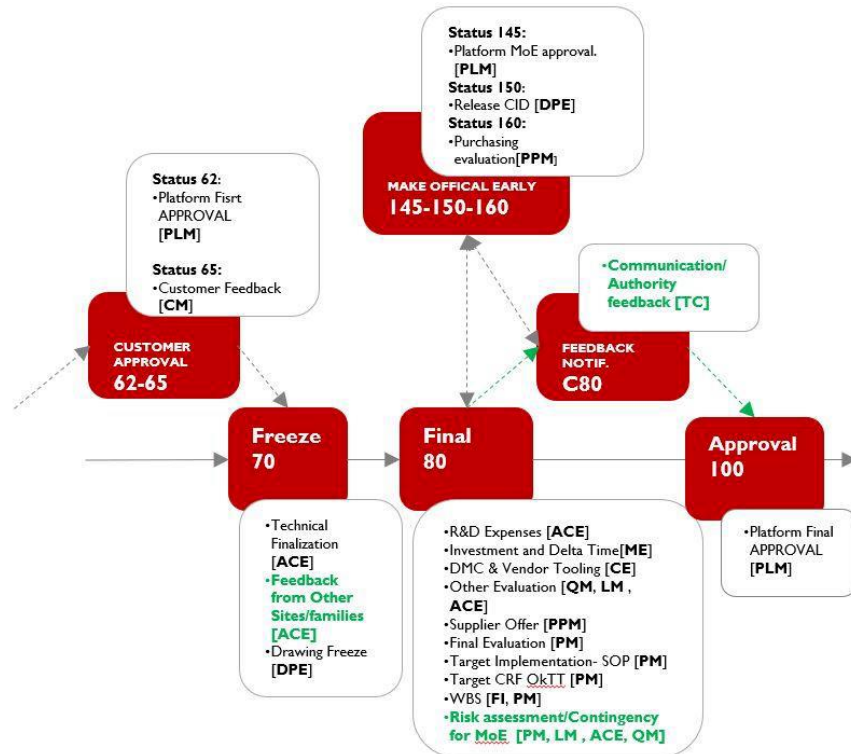 Status 145:
•Platform MoE approval.
[PLM]
Status 150:
•Release CID [DPE]
Status 160:
•Purchasing
evaluation[PPM]
MAKE OFFICAL EARLY
145-150-160
Status 62:
•Platform Fisrt
APPROVAL
[PLM]
Status 65:
•Customer Feedback
[CM]
CUSTOMER
APPROVAL
62-65
•Communication/
Authority
feedback [TC]
FEEDBACK
NOTIF.
C80
Freeze
70
•Technical
Finalization
[ACE]
•Feedback
from Other
Sites/families
[ACE]
•Drawing Freeze
[DPE]
Final
80
•R&D Expenses [ACE]
•Investment and Delta Time[ME]
•DMC & Vendor Tooling [CE]
•Other Evaluation [QM, LM ,
ACE]
•Supplier Offer [PPM]
•Final Evaluation [PM]
•Target Implementation- SOP [PM]
•Target CRF OkTT [PM]
•WBS [FI, PM]
•Risk assessment/Contingency
for MoE [PM, LM , ACE, QM]
Approval
100
•Platform Final
APPROVAL
[PLM]